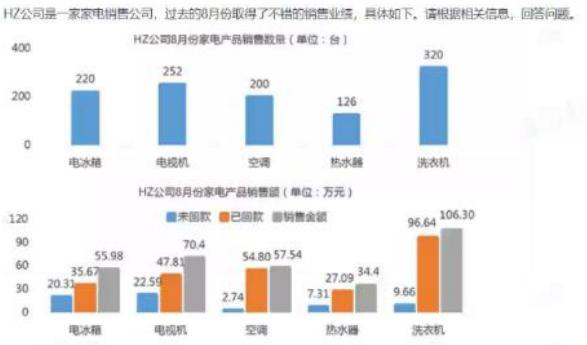 HZ公司是一家家电销售公司，过去的8月份取得了不错的销售业绩，具体如下。请根据相关信息，回答问题。
HZ公司8月份家电产品销售数量（单位：台）
400
200
0
220
252
200
126
320
电冰箱 电视机 空调 热水器 洗衣机
HZ公司8月份家电产品销售额（单位：万元）
未回款 已回款 销售金额
120
90
60
30
0
20.31 35.67 55.98
22.59 47.81 70.4
2.74 54.80 57.54
7.31 27.09 34.4
9.66 96.64 106.30
电冰箱 电视机 空调 热水器 洗衣机